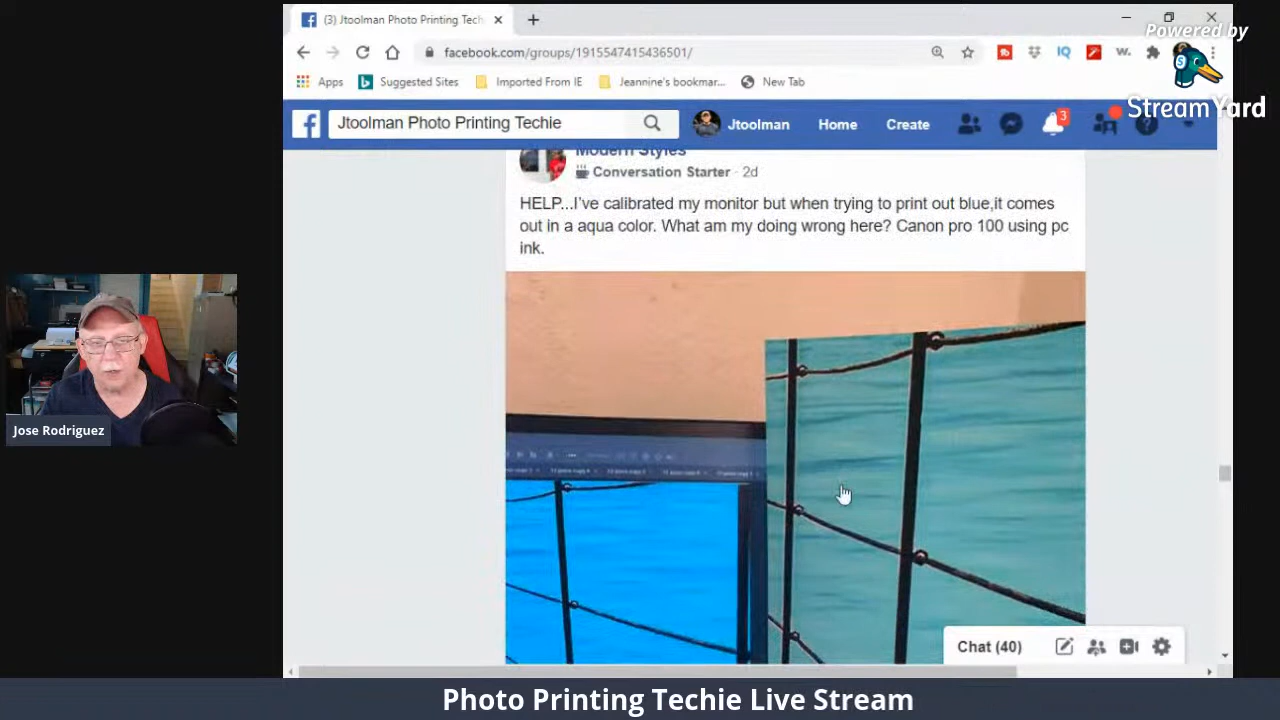 (3) Jtoolman Photo Printing Tech
Powered by
StreamYard
facebook.com/groups/1915547415436501/
Apps
Suggested Sites
Imported From IE
Jeannine's bookmar...
New Tab
Jtoolman Photo Printing Techie
Jtoolman
Home
Create
3
Modern Styles
Conversation Starter · 2d
HELP...I've calibrated my monitor but when trying to print out blue,it comes
out in a aqua color. What am my doing wrong here? Canon pro 100 using pc
ink.
Jose Rodriguez
Chat (40)
Photo Printing Techie Live Stream